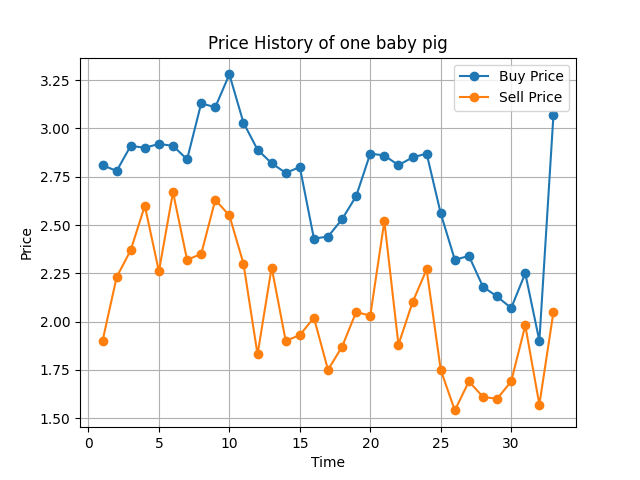 Price History of one baby pig
Buy Price
Sell Price
3.25
3.00
2.75
2.50
2.25
2.00
1.75
1.50
Price
0 5 10 15 20 25 30
Time